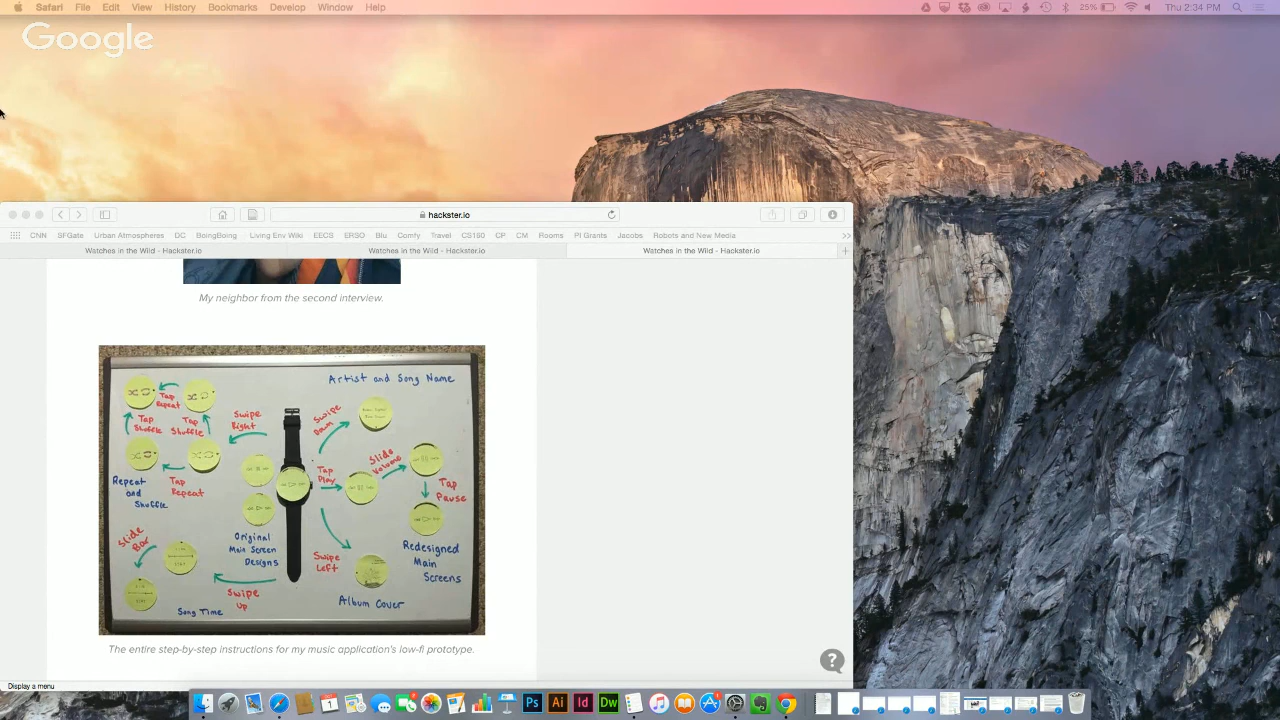 Safari File Edit View History Bookmarks Develop Window Help
25% Thu 2:34 PM
Google
hackster.io
CNN SFGate Urban Atmospheres DC BoingBoing Living Env Wiki EECS ERSO Blu Comfy Travel CS160 CP CM Rooms PI Grants Jacobs Robots and New Media >>
Watches in the Wild - Hackster.io
Watches in the Wild - Hackster.io
Watches in the Wild - Hackster.io
My neighbor from the second interview.
Artist and Song Name
Tap
Repeat
Tap
Shuffle
Tap
Shuffle
Swipe
Right
Swipe
Down
Slide
Volume
Tap
Play
Tap
Pause
Tap
Repeat
Repeat
and
Shuffle
Original
Main Screen
Designs
Redesigned
Main
Screens
Slide
Bar
Swipe
Left
Swipe
Up
Album Cover
Song Time
The entire step-by-step instructions for my music application's low-fi prototype.
?
Display a menu
Ps Ai Id Dw